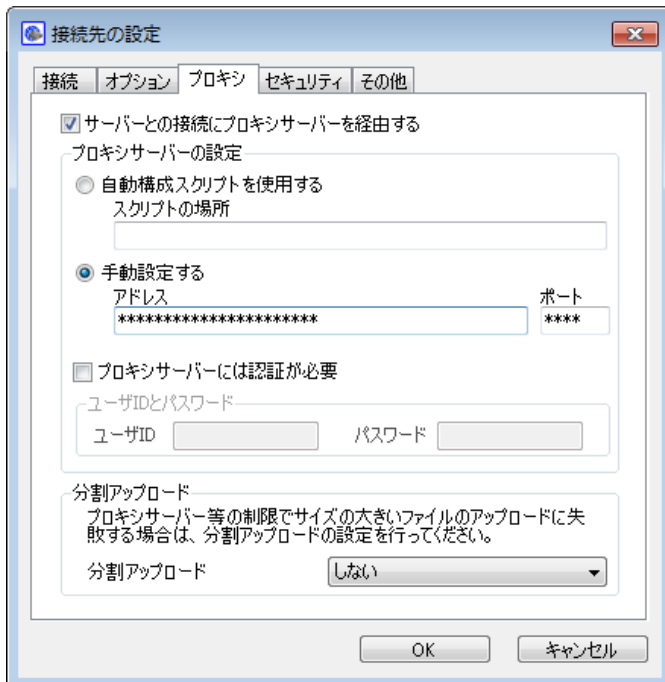 接続先の設定
接続 オプション プロキシ セキュリティ その他
サーバーとの接続にプロキシサーバーを経由する
プロキシサーバーの設定
自動構成スクリプトを使用する
スクリプトの場所
手動設定する
アドレス ポート
********************** ****
プロキシサーバーには認証が必要
ユーザIDとパスワード
ユーザID パスワード
分割アップロード
プロキシサーバー等の制限でサイズの大きいファイルのアップロードに失
敗する場合は、分割アップロードの設定を行ってください。
分割アップロード しない
OK キャンセル